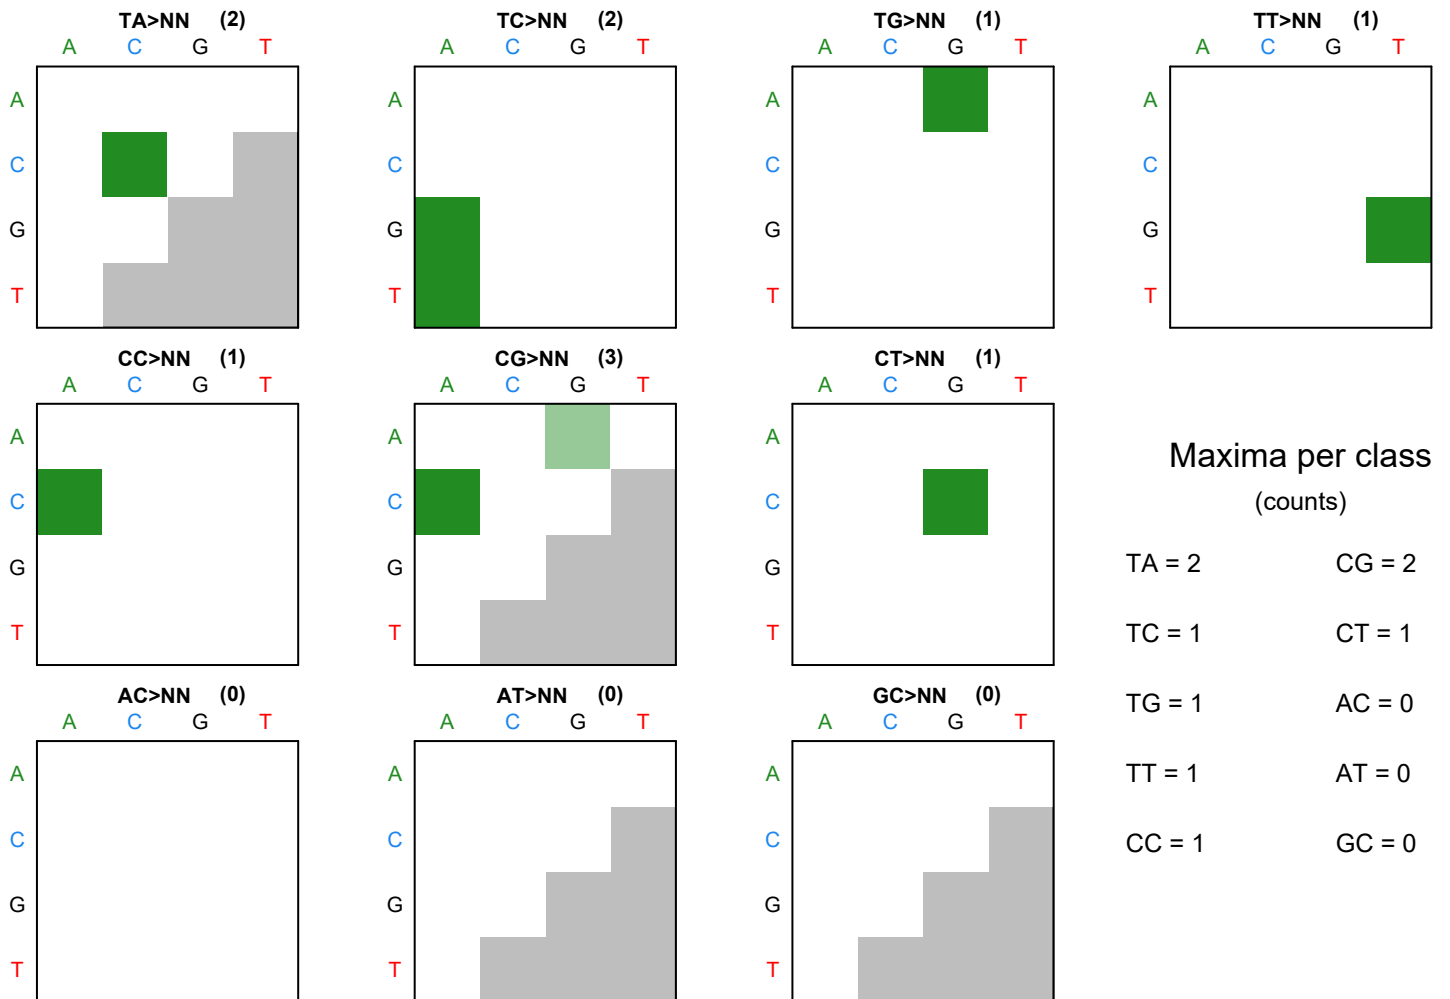 TA>NN (2) TC>NN (2) TG>NN (1) TT>NN (1)
A C G T A C G T A C G T A C G T
A A A A
C C C C
G G G G
T T T T
CC>NN (1) CG>NN (3) CT>NN (1)
A C G T A C G T A C G T
A A A
C C C
G G G
T T T
Maxima per class
(counts)
TA = 2 CG = 2
TC = 1 CT = 1
TG = 1 AC = 0
TT = 1 AT = 0
CC = 1 GC = 0
AC>NN (0) AT>NN (0) GC>NN (0)
A C G T A C G T A C G T
A A A
C C C
G G G
T T T